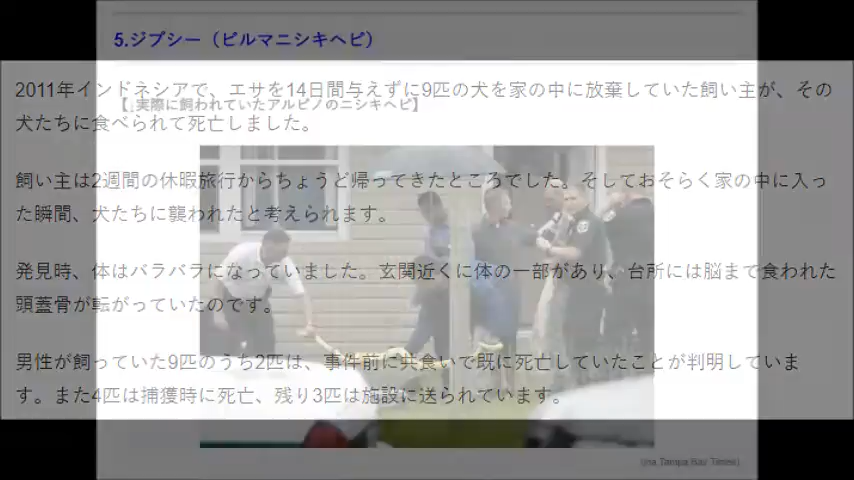 5.ジプシー（ビルマニシキヘビ）
2011年インドネシアで、エサを14日間与えずに9匹の犬を家の中に放棄していた飼い主が、その
【↓実際に飼われていたアルビノのニシキヘビ】
犬たちに食べられて死亡しました。
飼い主は2週間の休暇旅行からちょうど帰ってきたところでした。そしておそらく家の中に入っ
た瞬間、犬たちに襲われたと考えられます。
発見時、体はバラバラになっていました。玄関近くに体の一部があり、台所には脳まで食われた
頭蓋骨が転がっていたのです。
男性が飼っていた9匹のうち2匹は、事件前に共食いで既に死亡していたことが判明していま
す。また4匹は捕獲時に死亡、残り3匹は施設に送られています。
(via Tampa Bay Times)